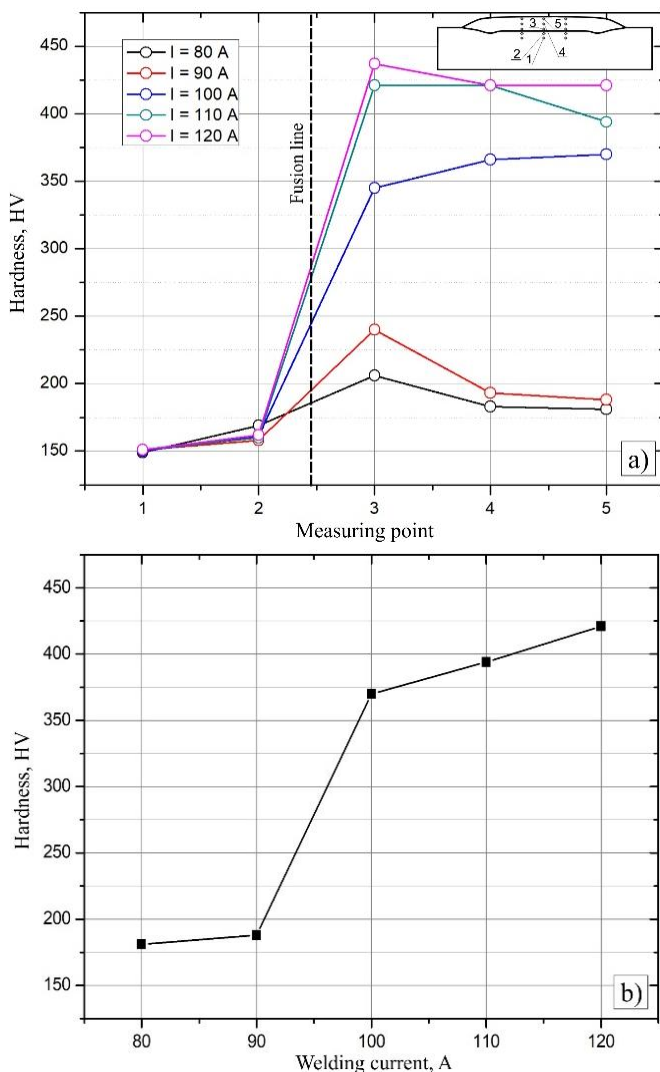 450
400
350
300
250
200
150
Hardness, HV
I = 80 A
I = 90 A
I = 100 A
I = 110 A
I = 120 A
Fusion line
3 5
2 1 4
1 2 3 4 5
Measuring point
a)
450
400
350
300
250
200
150
Hardness, HV
80 90 100 110 120
Welding current, A
b)